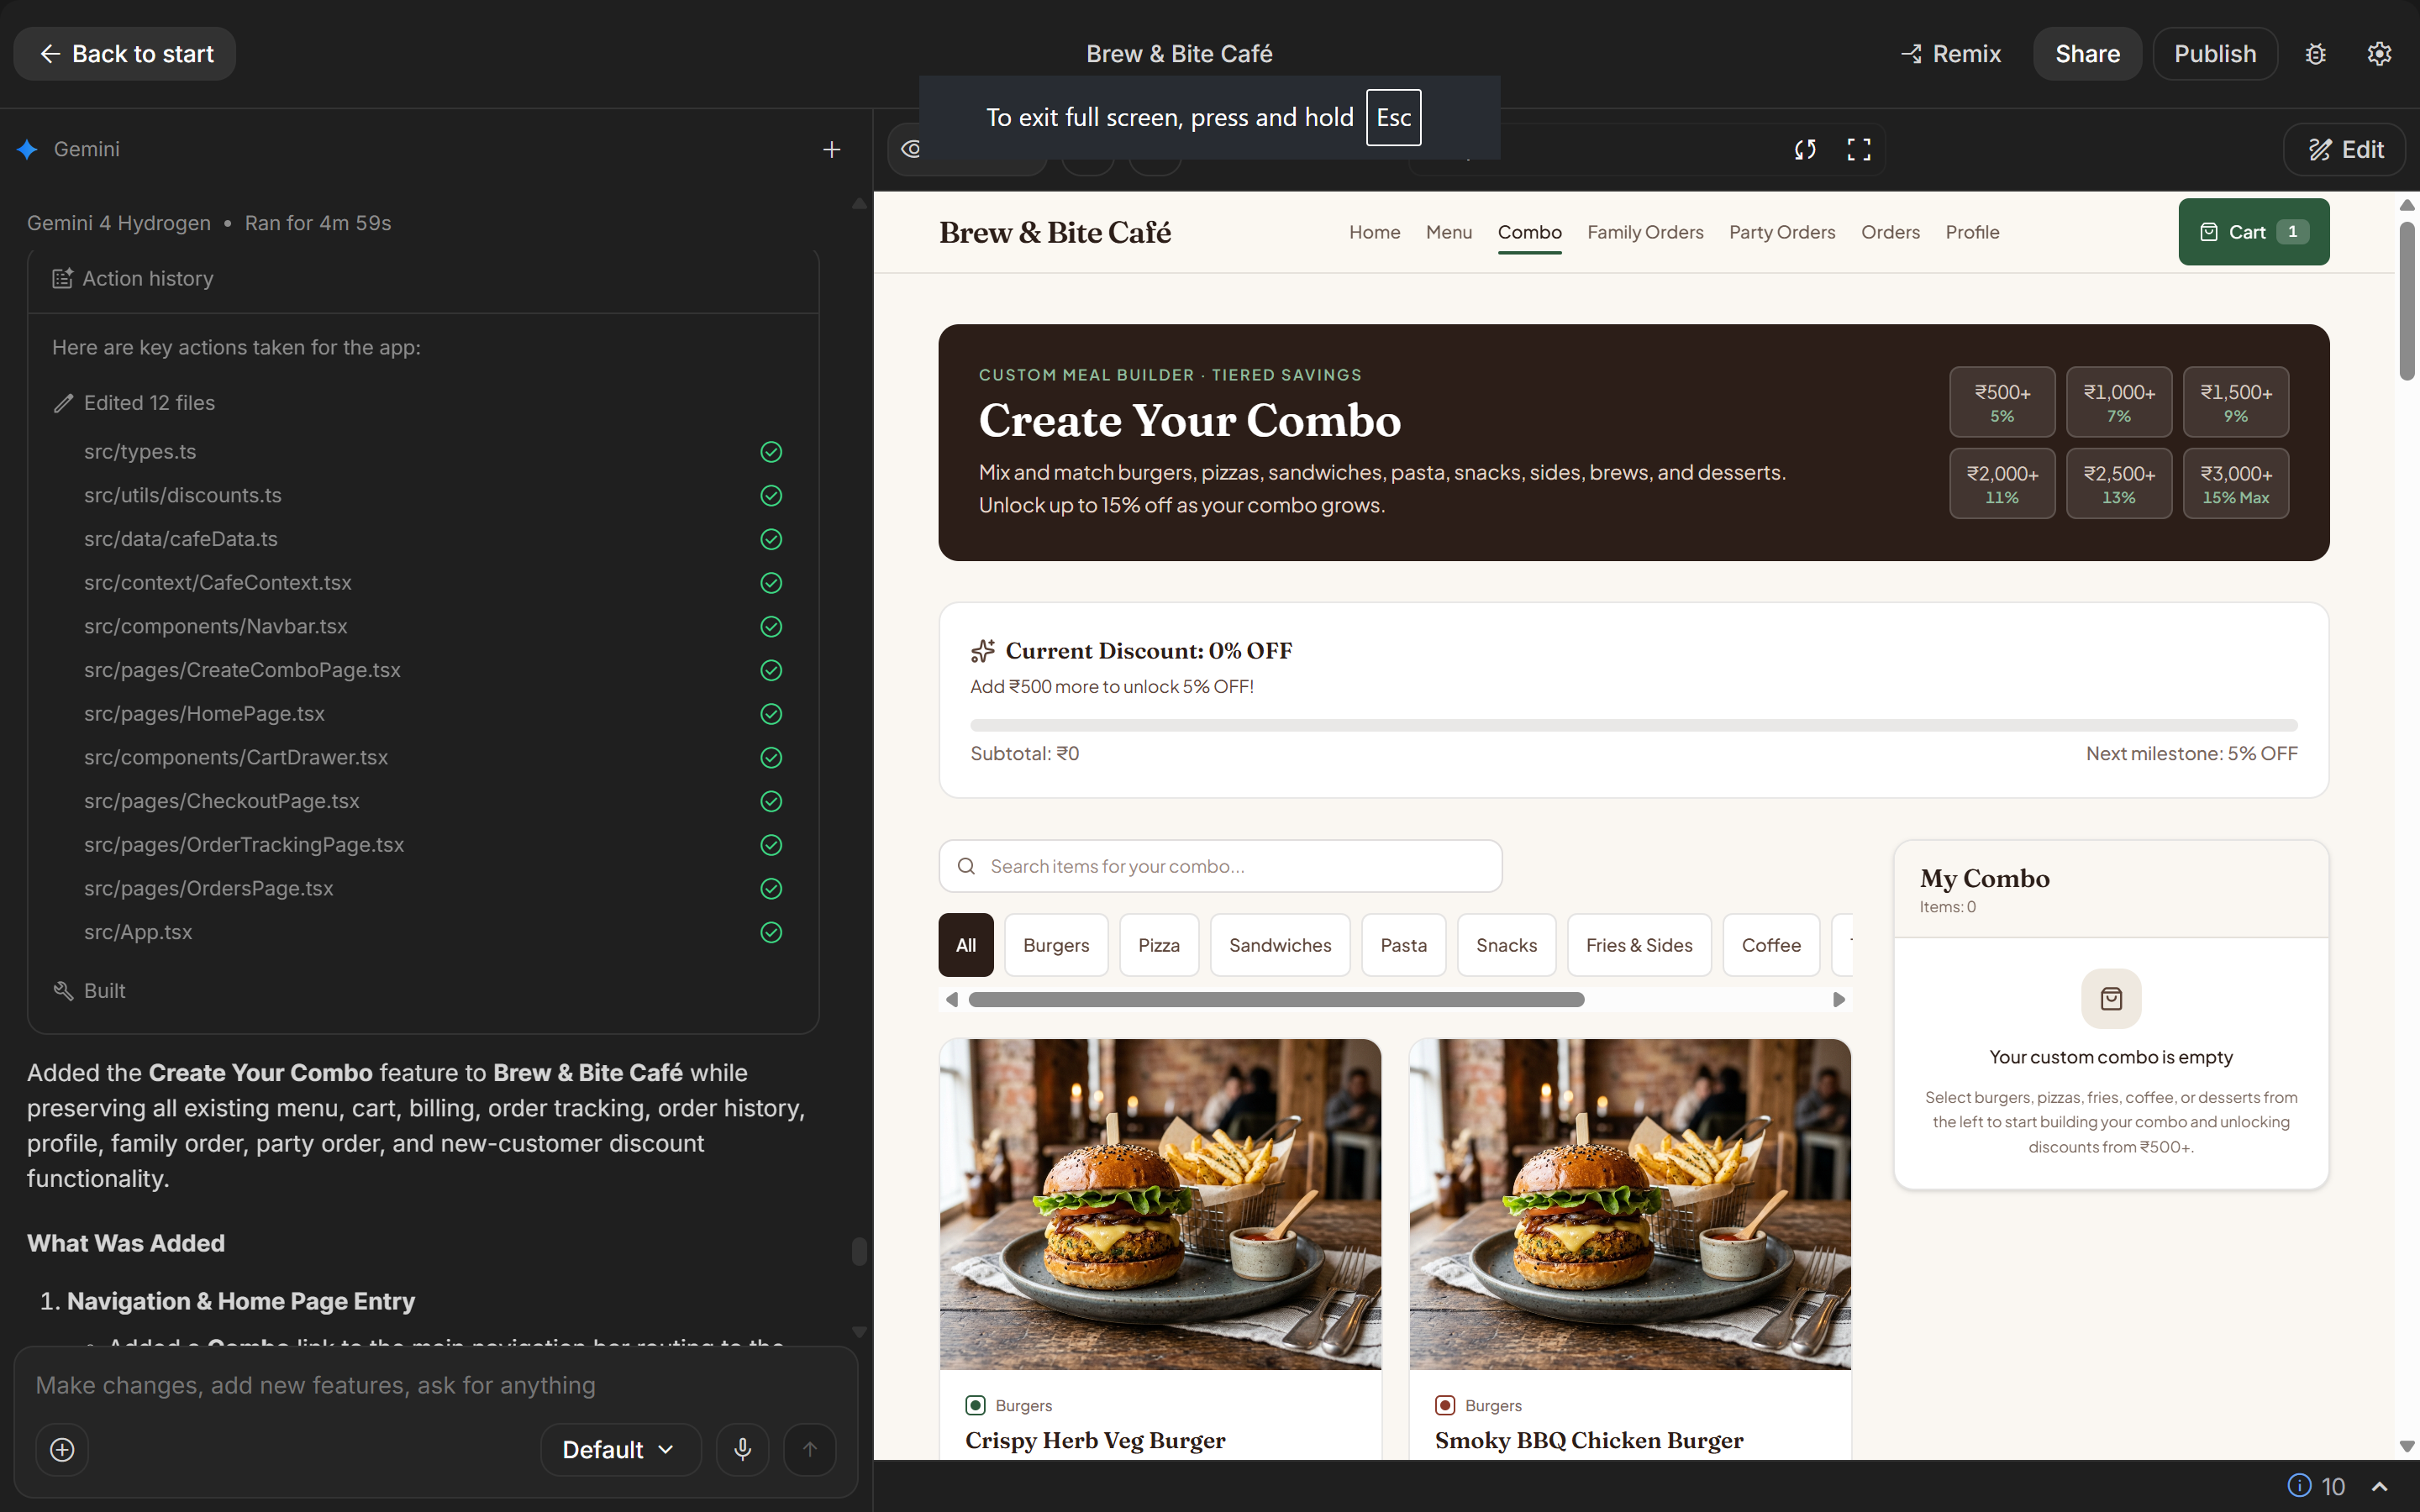 Back to start
Brew & Bite Café
Remix
Share
Publish
To exit full screen, press and hold Esc
Gemini
Edit
Gemini 4 Hydrogen • Ran for 4m 59s
Action history
Here are key actions taken for the app:
Edited 12 files
src/types.ts
src/utils/discounts.ts
src/data/cafeData.ts
src/context/CafeContext.tsx
src/components/Navbar.tsx
src/pages/CreateComboPage.tsx
src/pages/HomePage.tsx
src/components/CartDrawer.tsx
src/pages/CheckoutPage.tsx
src/pages/OrderTrackingPage.tsx
src/pages/OrdersPage.tsx
src/App.tsx
Built
Added the Create Your Combo feature to Brew & Bite Café while
preserving all existing menu, cart, billing, order tracking, order history,
profile, family order, party order, and new-customer discount
functionality.
What Was Added
1. Navigation & Home Page Entry
Added a Combo link to the main navigation bar routing to the
Make changes, add new features, ask for anything
Default
Brew & Bite Café
Home
Menu
Combo
Family Orders
Party Orders
Orders
Profile
Cart 1
CUSTOM MEAL BUILDER · TIERED SAVINGS
Create Your Combo
Mix and match burgers, pizzas, sandwiches, pasta, snacks, sides, brews, and desserts.
Unlock up to 15% off as your combo grows.
₹500+
5%
₹1,000+
7%
₹1,500+
9%
₹2,000+
11%
₹2,500+
13%
₹3,000+
15% Max
Current Discount: 0% OFF
Add ₹500 more to unlock 5% OFF!
Subtotal: ₹0
Next milestone: 5% OFF
Search items for your combo...
All
Burgers
Pizza
Sandwiches
Pasta
Snacks
Fries & Sides
Coffee
My Combo
Items: 0
Your custom combo is empty
Select burgers, pizzas, fries, coffee, or desserts from
the left to start building your combo and unlocking
discounts from ₹500+.
Burgers
Crispy Herb Veg Burger
Burgers
Smoky BBQ Chicken Burger
10